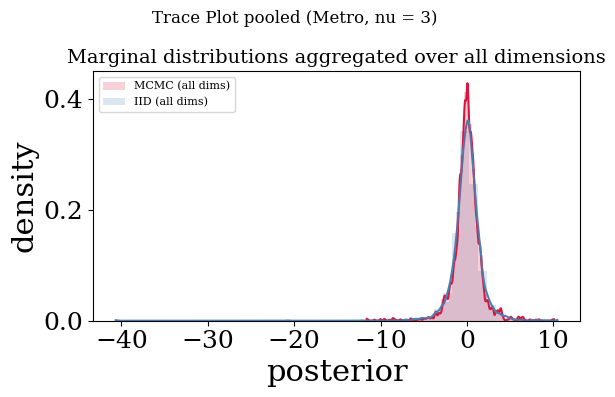 Trace Plot pooled (Metro, nu = 3)
Marginal distributions aggregated over all dimensions
MCMC (all dims)
IID (all dims)
density
0.4
0.2
0.0
−40 −30 −20 −10 0 10
posterior